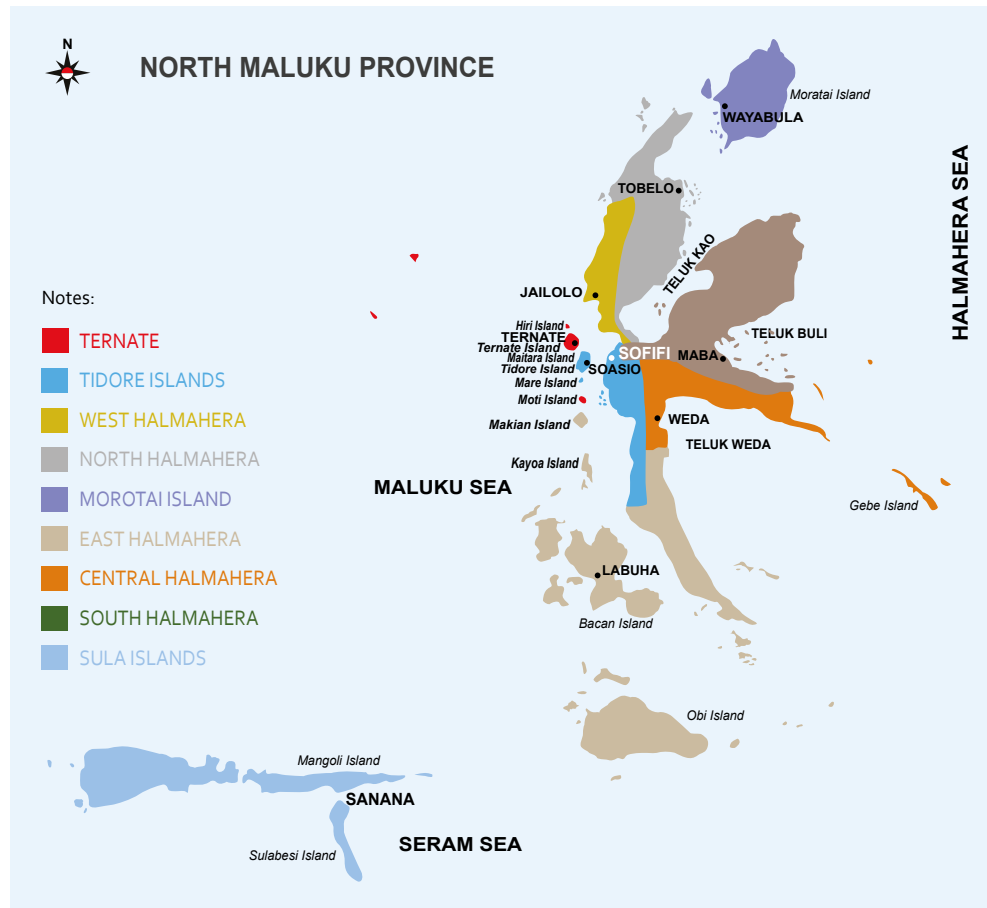 N
NORTH MALUKU PROVINCE
Moratai Island
WAYABULA
HALMAHERA SEA
TOBELO
TELUK KAO
JAILOLO
Notes:
TERNATE
TIDORE ISLANDS
WEST HALMAHERA
NORTH HALMAHERA
MOROTAI ISLAND
EAST HALMAHERA
CENTRAL HALMAHERA
SOUTH HALMAHERA
SULA ISLANDS
Hiri Island
TERNATE
Ternate Island
Maitara Island
Tidore Island
Mare Island
Moti Island
Makian Island
Kayoa Island
SOFIFI
SOASIO
MABA
TELUK BULI
WEDA
TELUK WEDA
MALUKU SEA
Gebe Island
LABUHA
Bacan Island
Obi Island
Mangoli Island
SANANA
Sulabesi Island
SERAM SEA